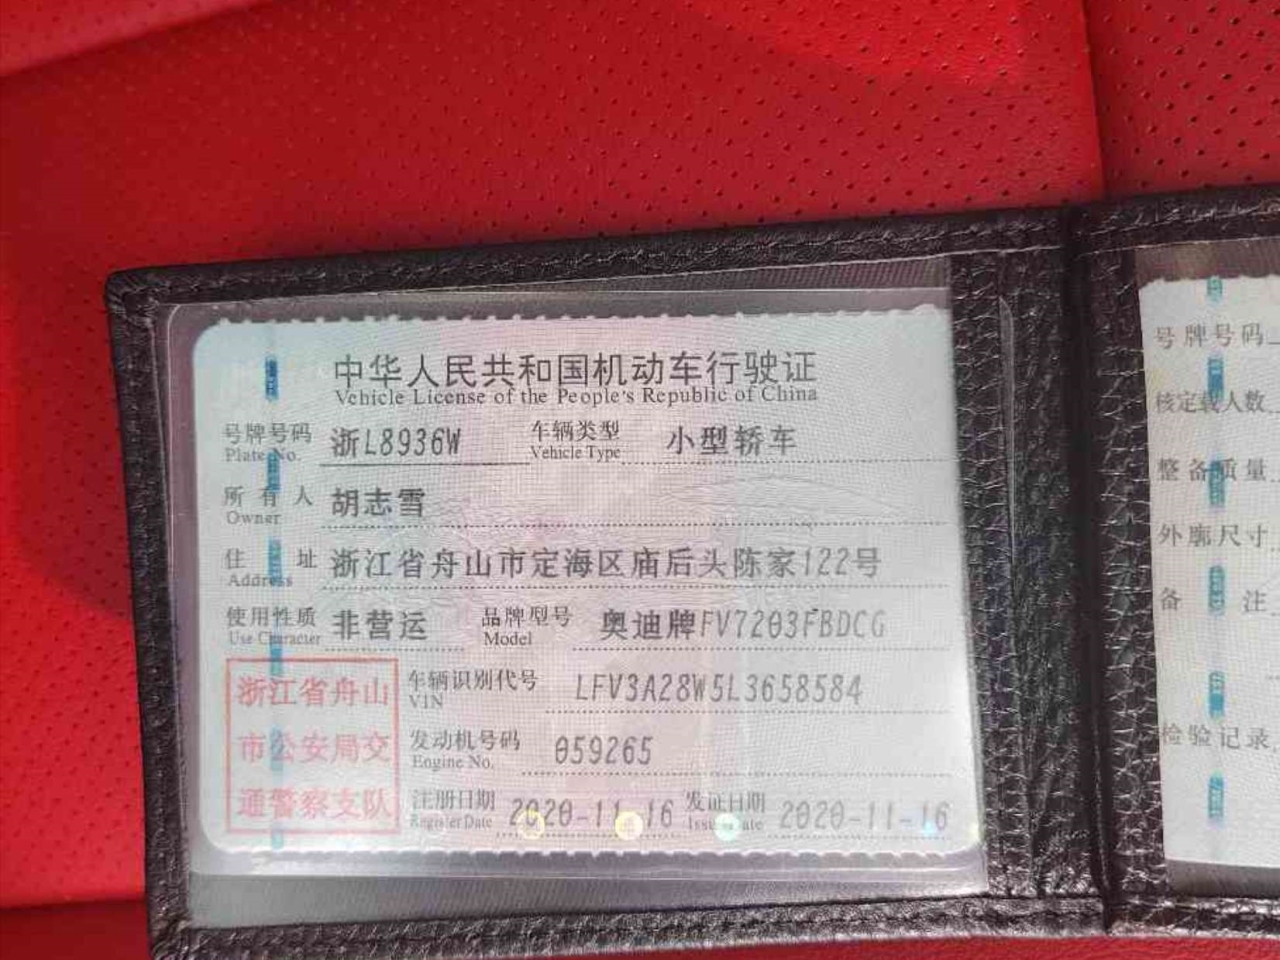 中华人民共和国机动车行驶证
Vehicle License of the People's Republic of China
号牌号码 浙L8936W 车辆类型 小型轿车
Plate No. Vehicle Type
所有人 胡志雪
Owner
住址 浙江省舟山市定海区庙后头陈家122号
Address
使用性质 非营运 品牌型号 奥迪牌FV7203FBDCG
Use Character Model
浙江省舟山 车辆识别代号 LFV3A28W5L3658584
VIN
市公安局交 发动机号码 059265
Engine No.
通警察支队 注册日期 2020-11-16 发证日期 2020-11-16
Register Date Issue Date
号牌号码
核定载人数
整备质量
外廓尺寸
备注
检验记录